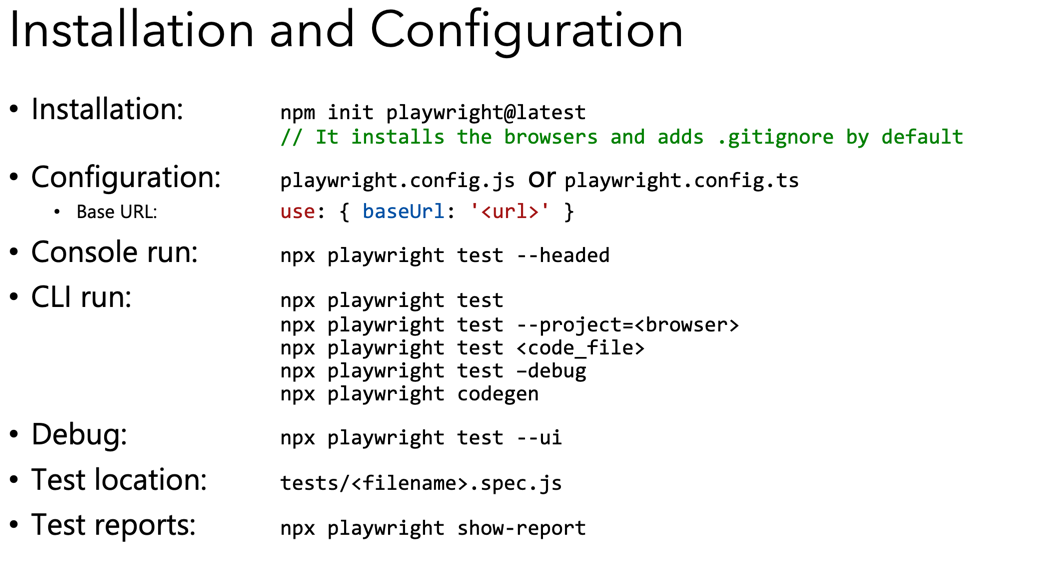 Installation and Configuration
• Installation: npm init playwright@latest
// It installs the browsers and adds .gitignore by default
• Configuration: playwright.config.js or playwright.config.ts
• Base URL: use: { baseUrl: '<url>' }
• Console run: npx playwright test --headed
• CLI run: npx playwright test
npx playwright test --project=<browser>
npx playwright test <code_file>
npx playwright test –debug
npx playwright codegen
• Debug: npx playwright test --ui
• Test location: tests/<filename>.spec.js
• Test reports: npx playwright show-report